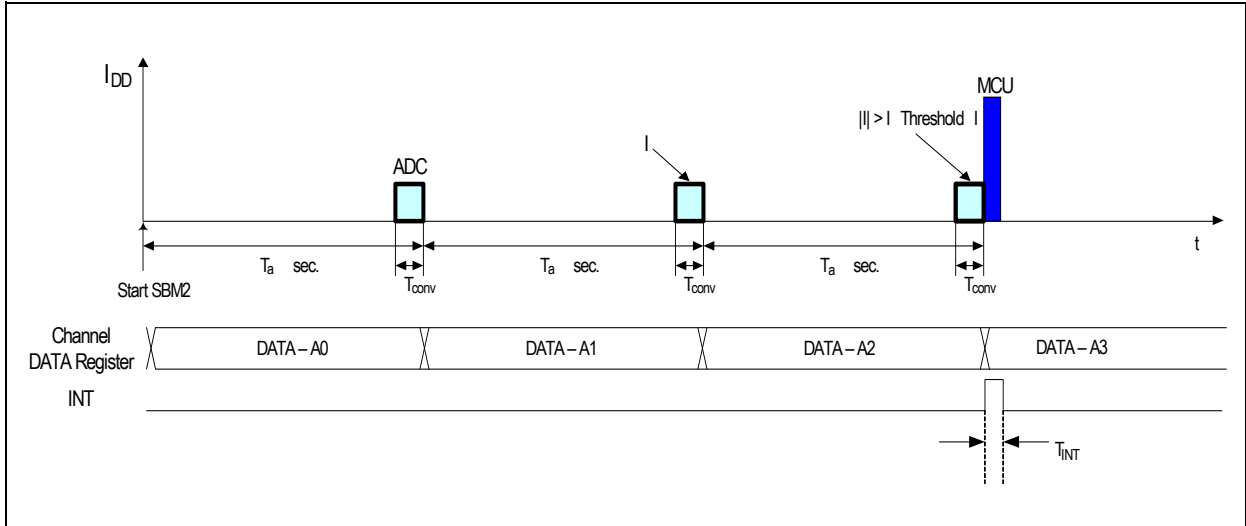 IDD
MCU
|I| > I Threshold I
I
ADC
t
Ta sec.
Ta sec.
Ta sec.
Tconv
Tconv
Tconv
Start SBM2
Channel
DATA Register
DATA – A0
DATA – A1
DATA – A2
DATA – A3
INT
TINT